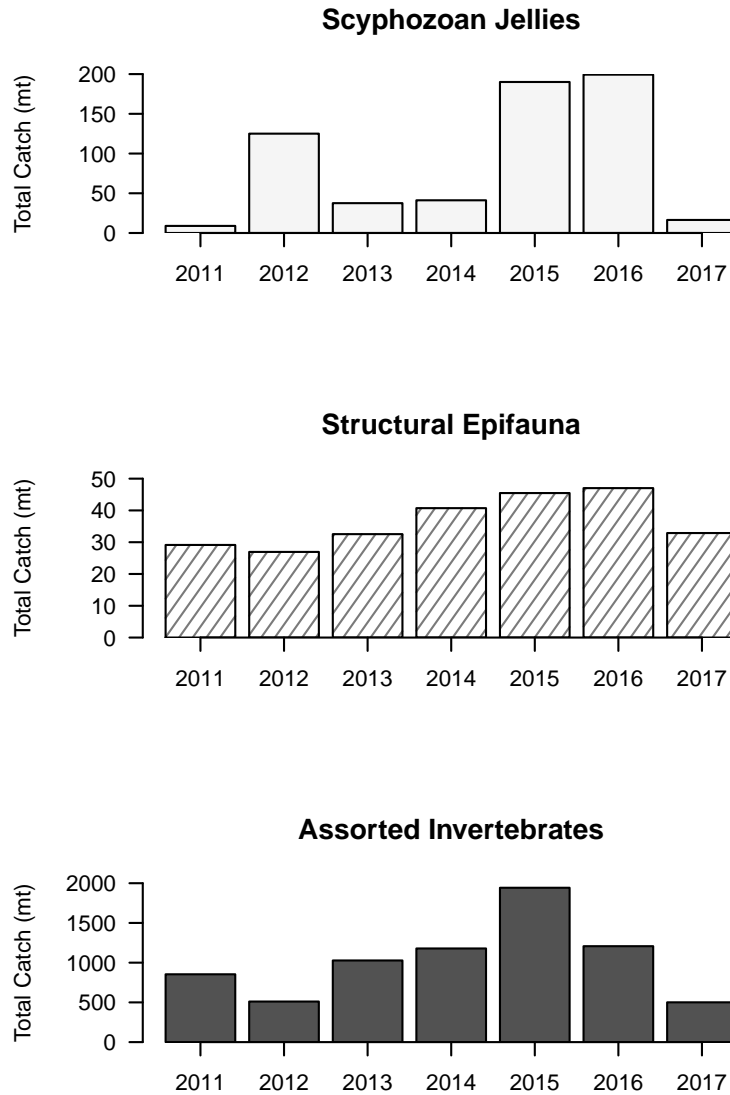 Scyphozoan Jellies
Total Catch (mt)
200
150
100
50
0
2011 2012 2013 2014 2015 2016 2017
Structural Epifauna
Total Catch (mt)
50
40
30
20
10
0
2011 2012 2013 2014 2015 2016 2017
Assorted Invertebrates
Total Catch (mt)
2000
1500
1000
500
0
2011 2012 2013 2014 2015 2016 2017